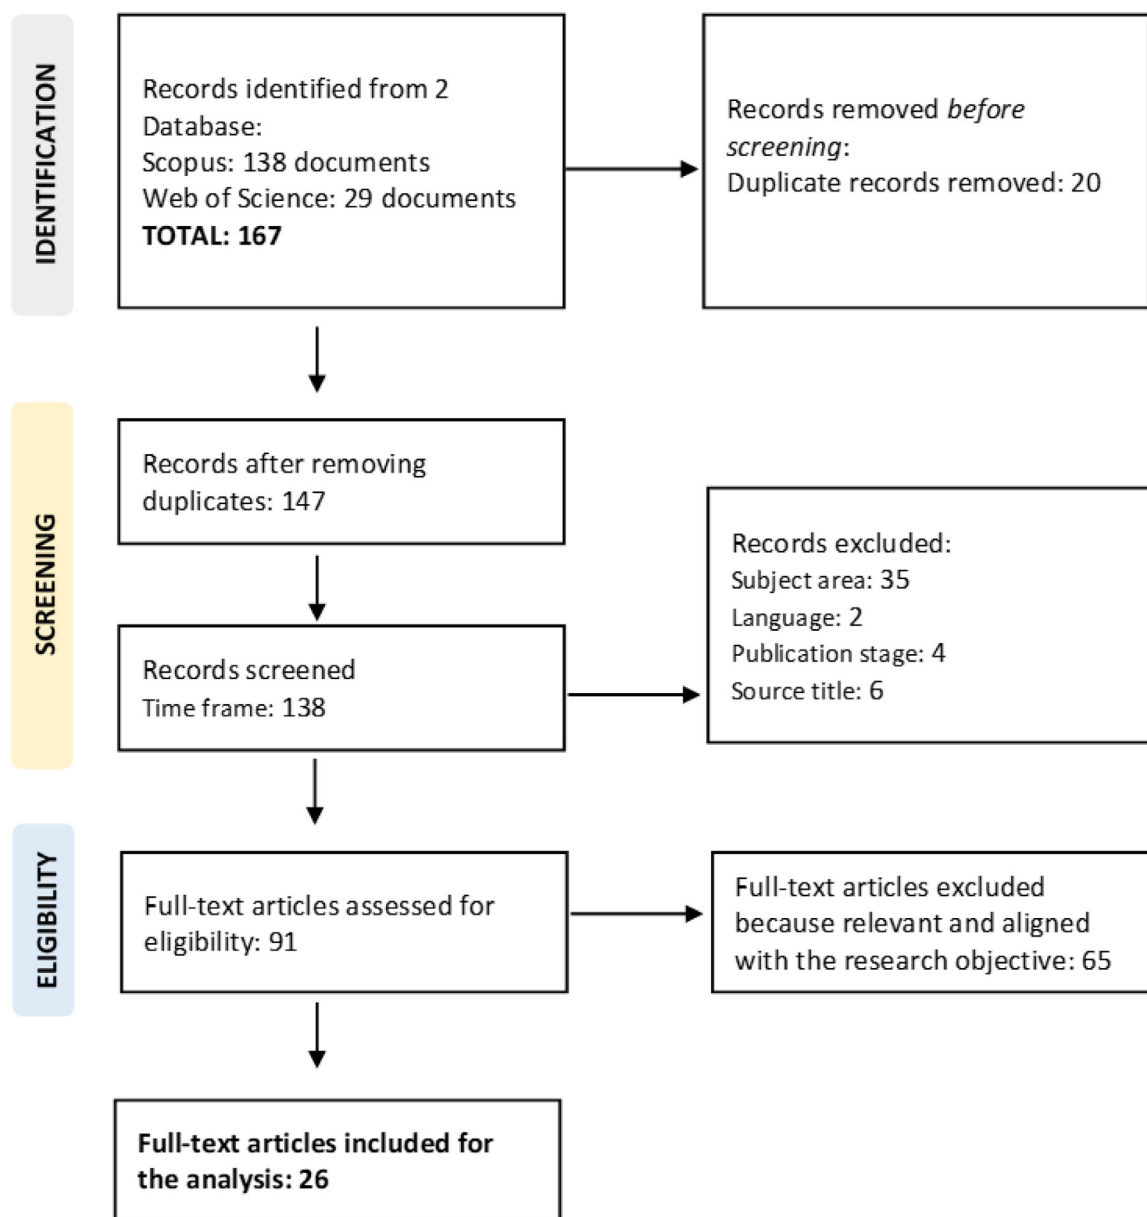 IDENTIFICATION
Records identified from 2
Database:
Scopus: 138 documents
Web of Science: 29 documents
TOTAL: 167
Records removed before
screening:
Duplicate records removed: 20
SCREENING
Records after removing
duplicates: 147
Records screened
Time frame: 138
Records excluded:
Subject area: 35
Language: 2
Publication stage: 4
Source title: 6
ELIGIBILITY
Full-text articles assessed for
eligibility: 91
Full-text articles excluded
because relevant and aligned
with the research objective: 65
Full-text articles included for
the analysis: 26